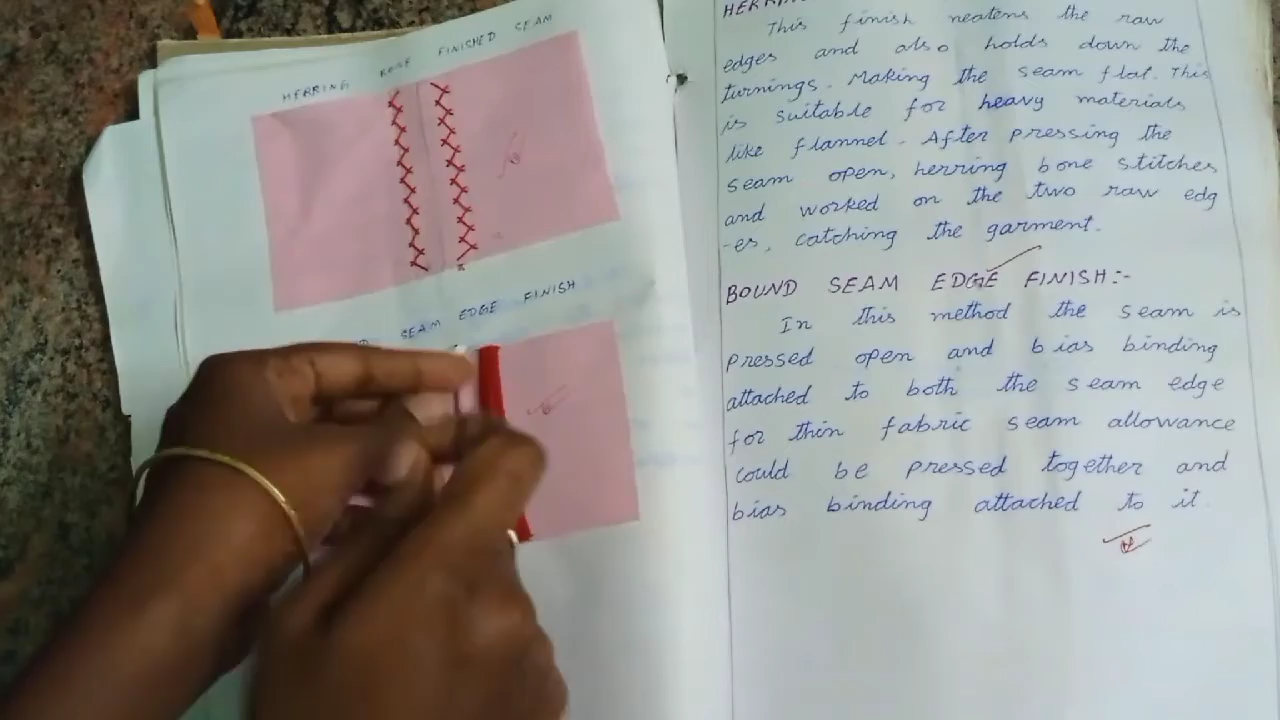 HERRING BONE FINISHED SEAM
SEAM EDGE FINISH
This finish neatens the raw
edges and also holds down the
turnings. Making the seam flat. This
is suitable for heavy materials
like flannel. After pressing the
seam open, herring bone stitches
and worked on the two raw edg
-es, catching the garment.
BOUND SEAM EDGE FINISH:-
In this method the seam is
pressed open and bias binding
attached to both the seam edge
for thin fabric seam allowance
could be pressed together and
bias binding attached to it.